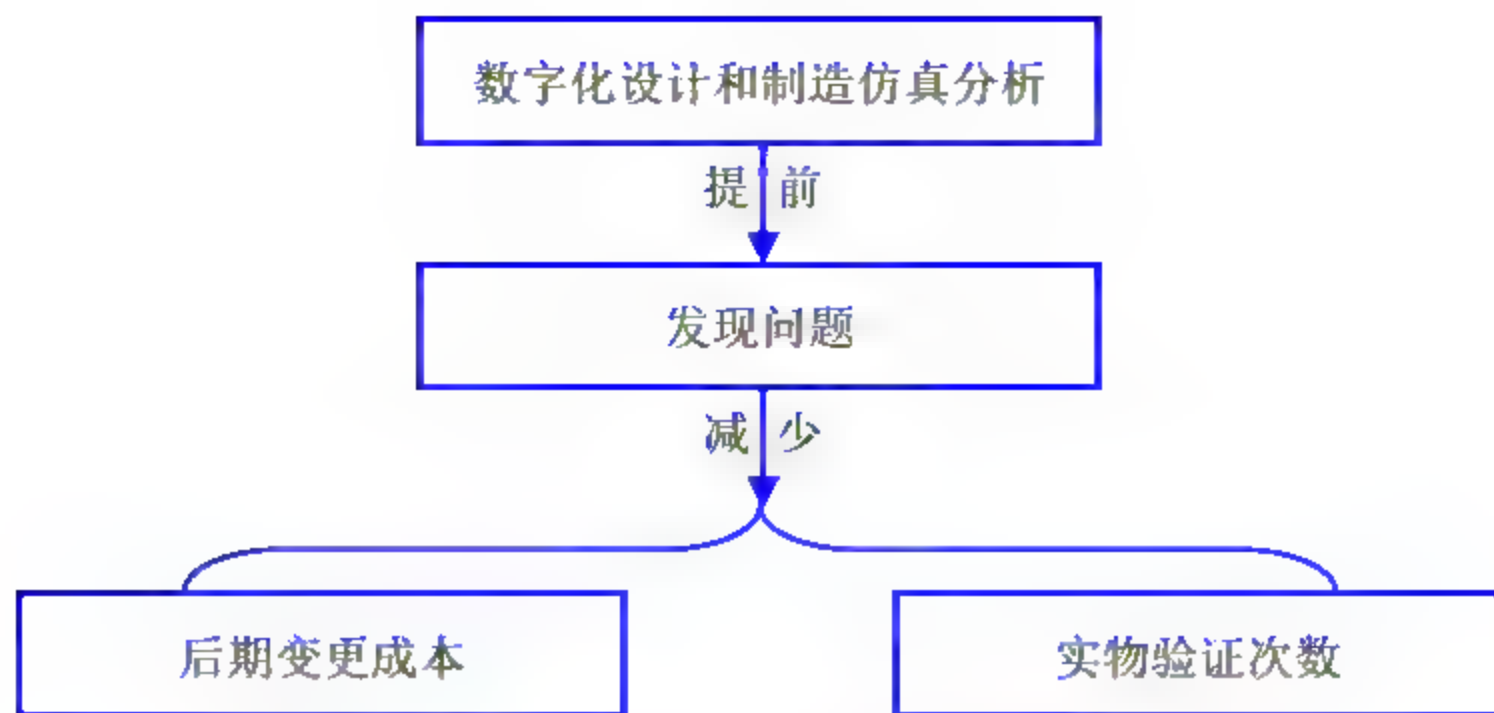 数字化设计和制造仿真分析
提前
发现问题
减少
后期变更成本
实物验证次数